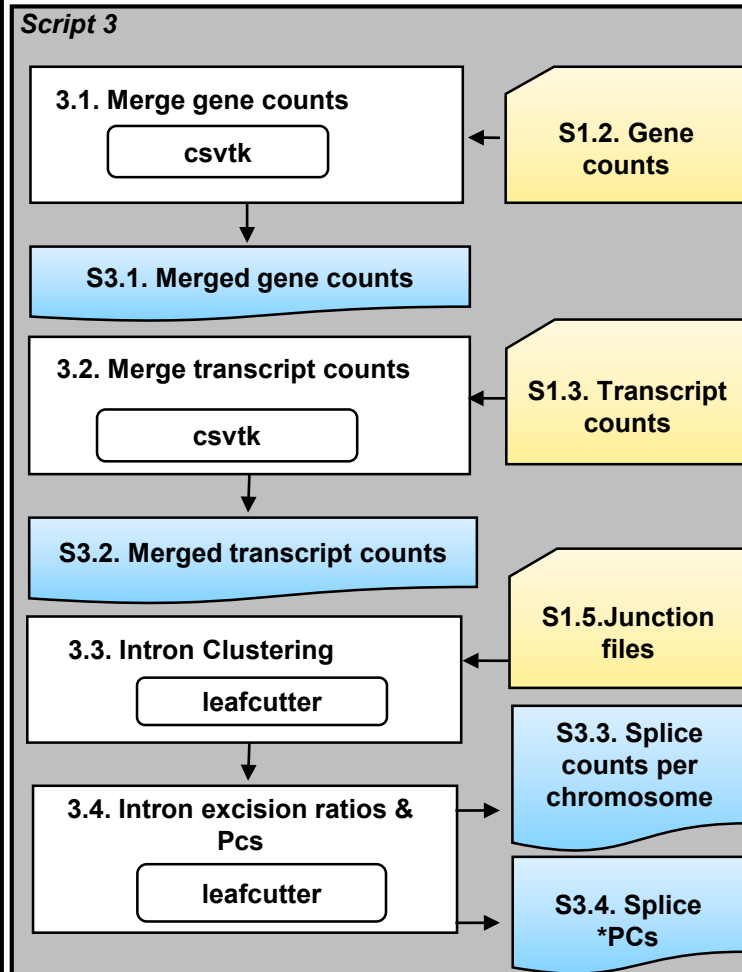 Script 3
3.1. Merge gene counts
csvtk
S1.2. Gene
counts
S3.1. Merged gene counts
3.2. Merge transcript counts
csvtk
S1.3. Transcript
counts
S3.2. Merged transcript counts
3.3. Intron Clustering
leafcutter
S1.5.Junction
files
3.4. Intron excision ratios &
Pcs
leafcutter
S3.3. Splice
counts per
chromosome
S3.4. Splice
*PCs